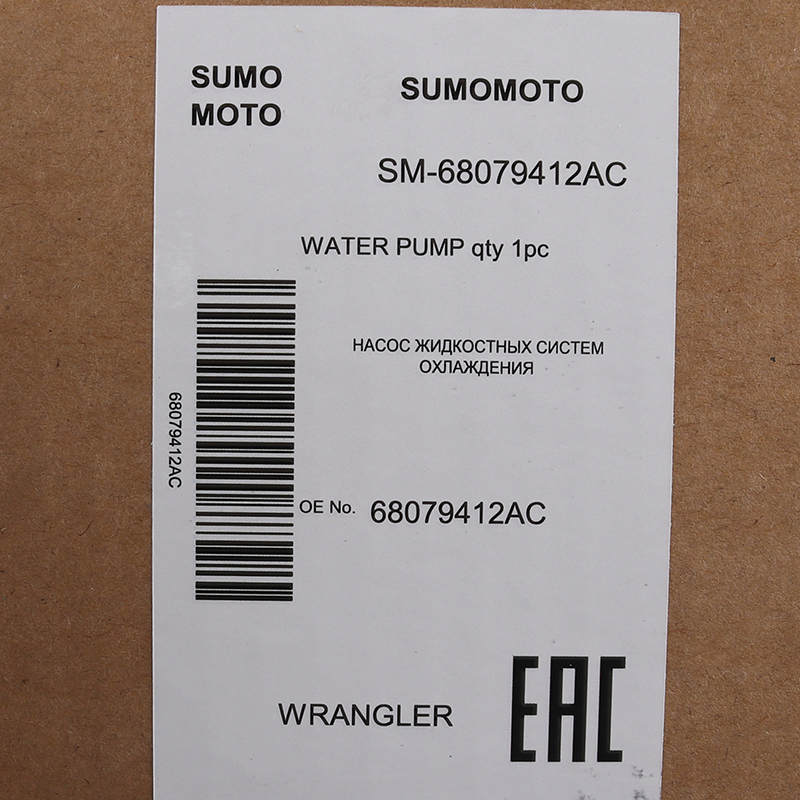 SUMO
MOTO
SUMOMOTO
SM-68079412AC
WATER PUMP qty 1pc
НАСОС ЖИДКОСТНЫХ СИСТЕМ
ОХЛАЖДЕНИЯ
68079412AC
OE No. 68079412AC
WRANGLER
EAC